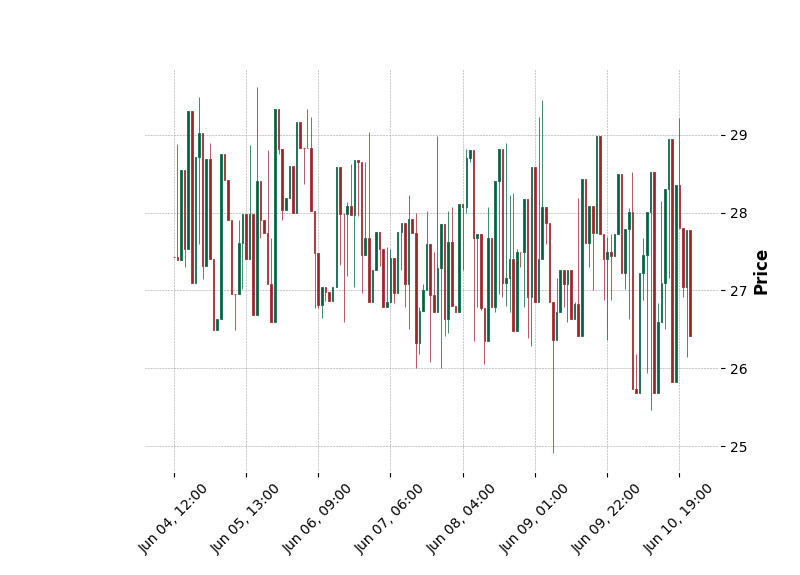 29
28
27
26
25
Price
Jun 04, 12:00
Jun 05, 13:00
Jun 06, 09:00
Jun 07, 06:00
Jun 08, 04:00
Jun 09, 01:00
Jun 09, 22:00
Jun 10, 19:00